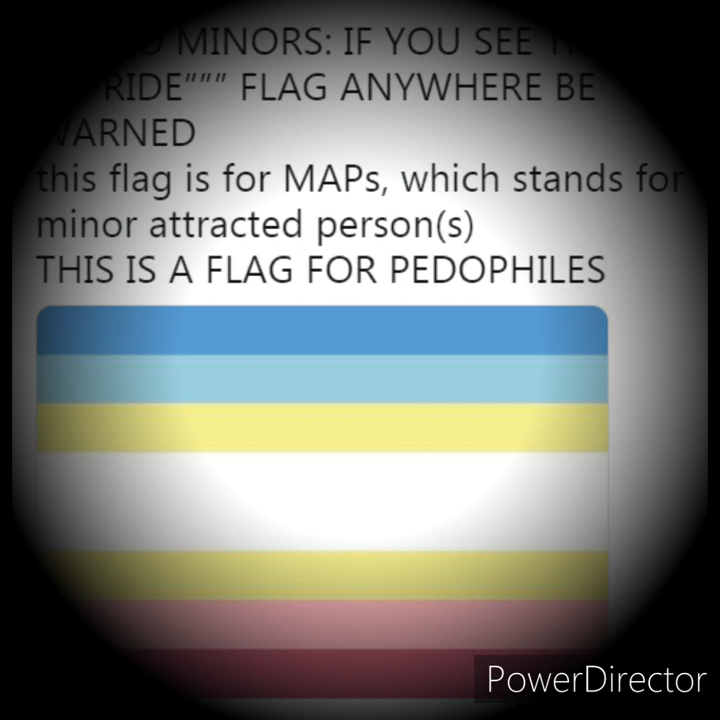 MINORS: IF YOU SEE
FLAG ANYWHERE BE
WARNED
this flag is for MAPs, which stands for
minor attracted person(s)
THIS IS A FLAG FOR PEDOPHILES
PowerDirector